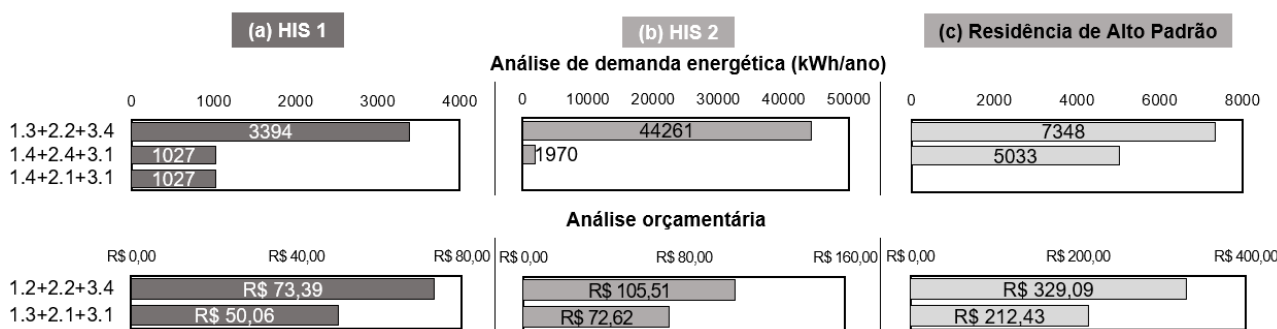 (a) HIS 1
(b) HIS 2
(c) Residência de Alto Padrão
Análise de demanda energética (kWh/ano)
0 1000 2000 3000 4000
0 10000 20000 30000 40000 50000
0 2000 4000 6000 8000
1.3+2.2+3.4 3394 44261 7348
1.4+2.4+3.1 1027 1970 5033
1.4+2.1+3.1 1027
Análise orçamentária
R$ 0,00 R$ 40,00 R$ 80,00
R$ 0,00 R$ 80,00 R$ 160,00
R$ 0,00 R$ 200,00 R$ 400,00
1.2+2.2+3.4 R$ 73,39 R$ 105,51 R$ 329,09
1.3+2.1+3.1 R$ 50,06 R$ 72,62 R$ 212,43